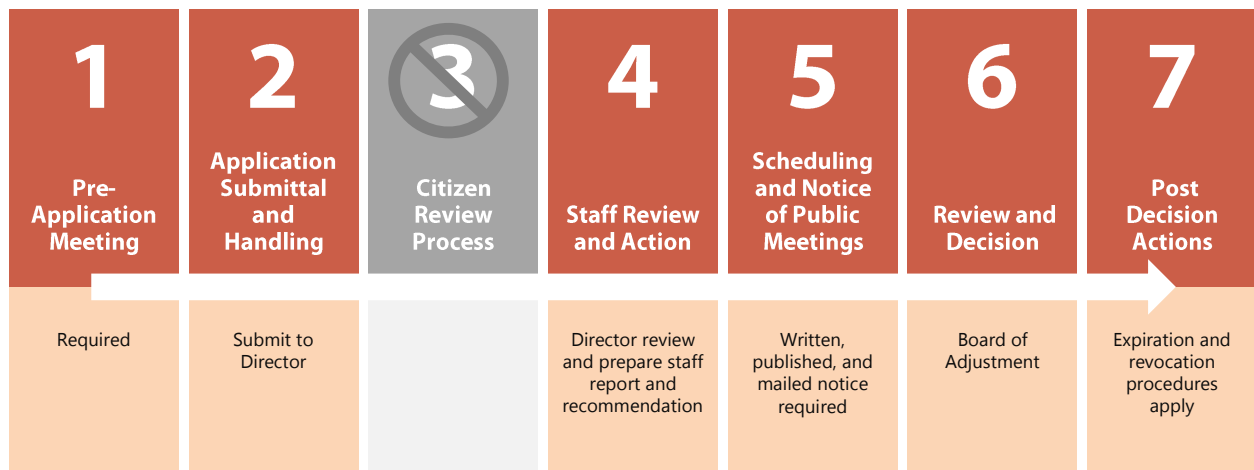 1
Pre-
Application
Meeting
Required
2
Application
Submittal
and
Handling
Submit to
Director
3
Citizen
Review
Process
4
Staff Review
and Action
Director review
and prepare staff
report and
recommendation
5
Scheduling
and Notice
of Public
Meetings
Written,
published, and
mailed notice
required
6
Review and
Decision
Board of
Adjustment
7
Post
Decision
Actions
Expiration and
revocation
procedures
apply